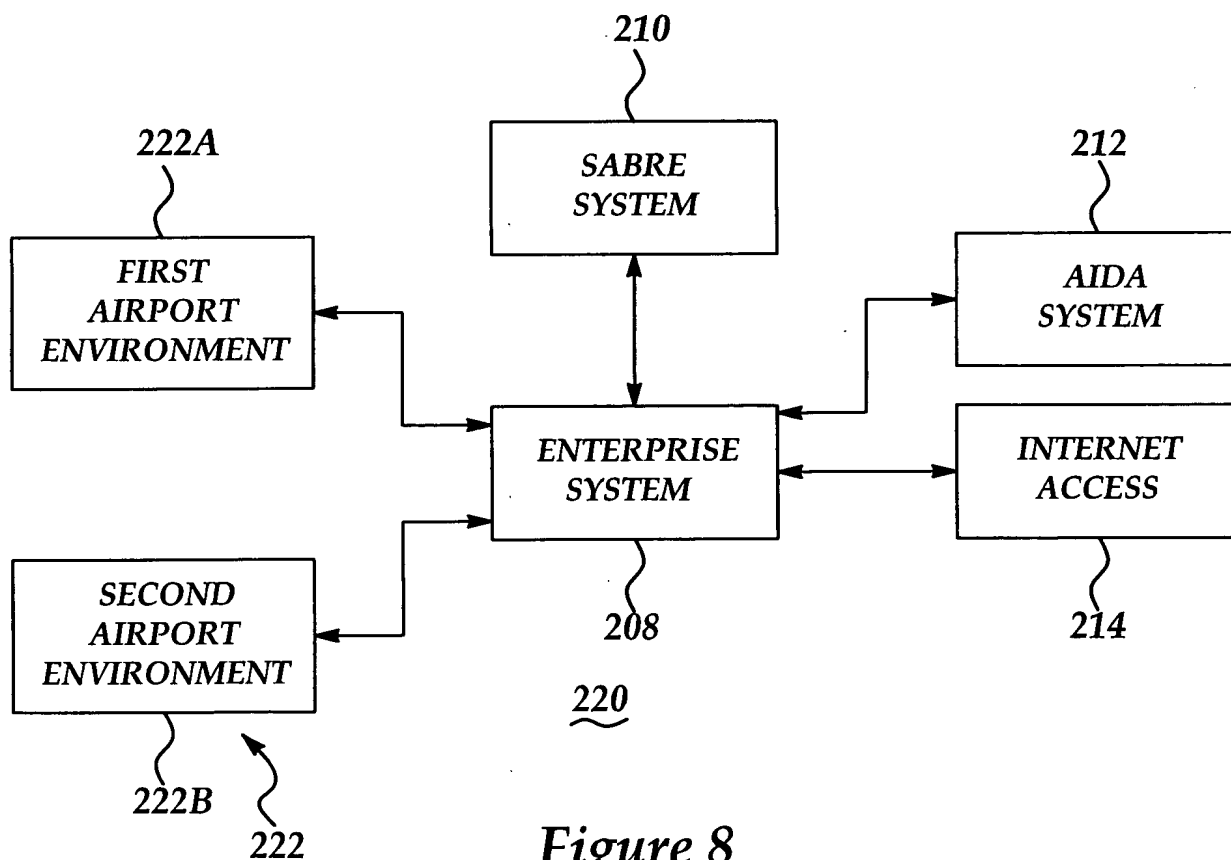 210
222A
SABRE
SYSTEM
212
FIRST
AIRPORT
ENVIRONMENT
AIDA
SYSTEM
ENTERPRISE
SYSTEM
INTERNET
ACCESS
SECOND
AIRPORT
ENVIRONMENT
208
214
220
222B
222
Figure 8